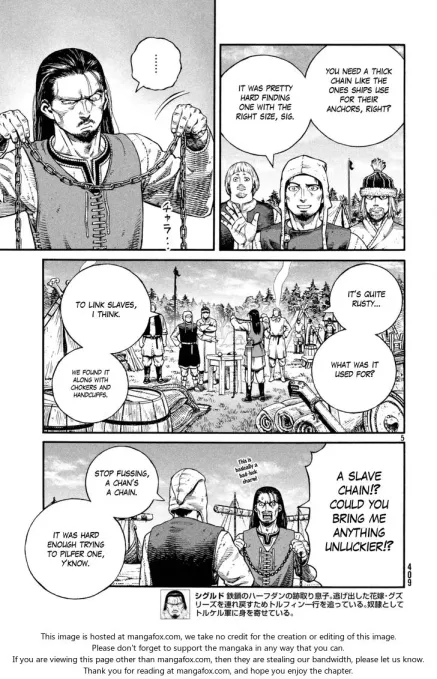 ......
YOU NEED A THICK
CHAIN LIKE THE
ONES SHIPS USE
FOR THEIR
ANCHORS, RIGHT?
IT WAS PRETTY
HARD FINDING
ONE WITH THE
RIGHT SIZE, SIG.
チャラ…
IT'S QUITE
RUSTY...
WHAT WAS IT
USED FOR?
TO LINK SLAVES,
I THINK.
WE FOUND IT
ALONG WITH
CHOKERS AND
HANDCUFFS.
5
A SLAVE
CHAIN!?
COULD YOU
BRING ME
ANYTHING
UNLUCKIER!?
This is
basically a
bad-luck
charm!
STOP FUSSING,
A CHAN'S
A CHAIN.
IT WAS HARD
ENOUGH TRYING
TO PILFER ONE,
Y'KNOW.
409
シグルド 鉄鎖のハーフダンの跡取り息子。逃げ出した花嫁・グズ
リーズを連れ戻すためトルフィン一行を追っている。奴隷として
トルケル軍に身を寄せている。
This image is hosted at mangafox.com, we take no credit for the creation or editing of this image.
Please don't forget to support the mangaka in any way that you can.
If you are viewing this page other than mangafox.com, then they are stealing our bandwidth, please let us know.
Thank you for reading at mangafox.com, and hope you enjoy the chapter.